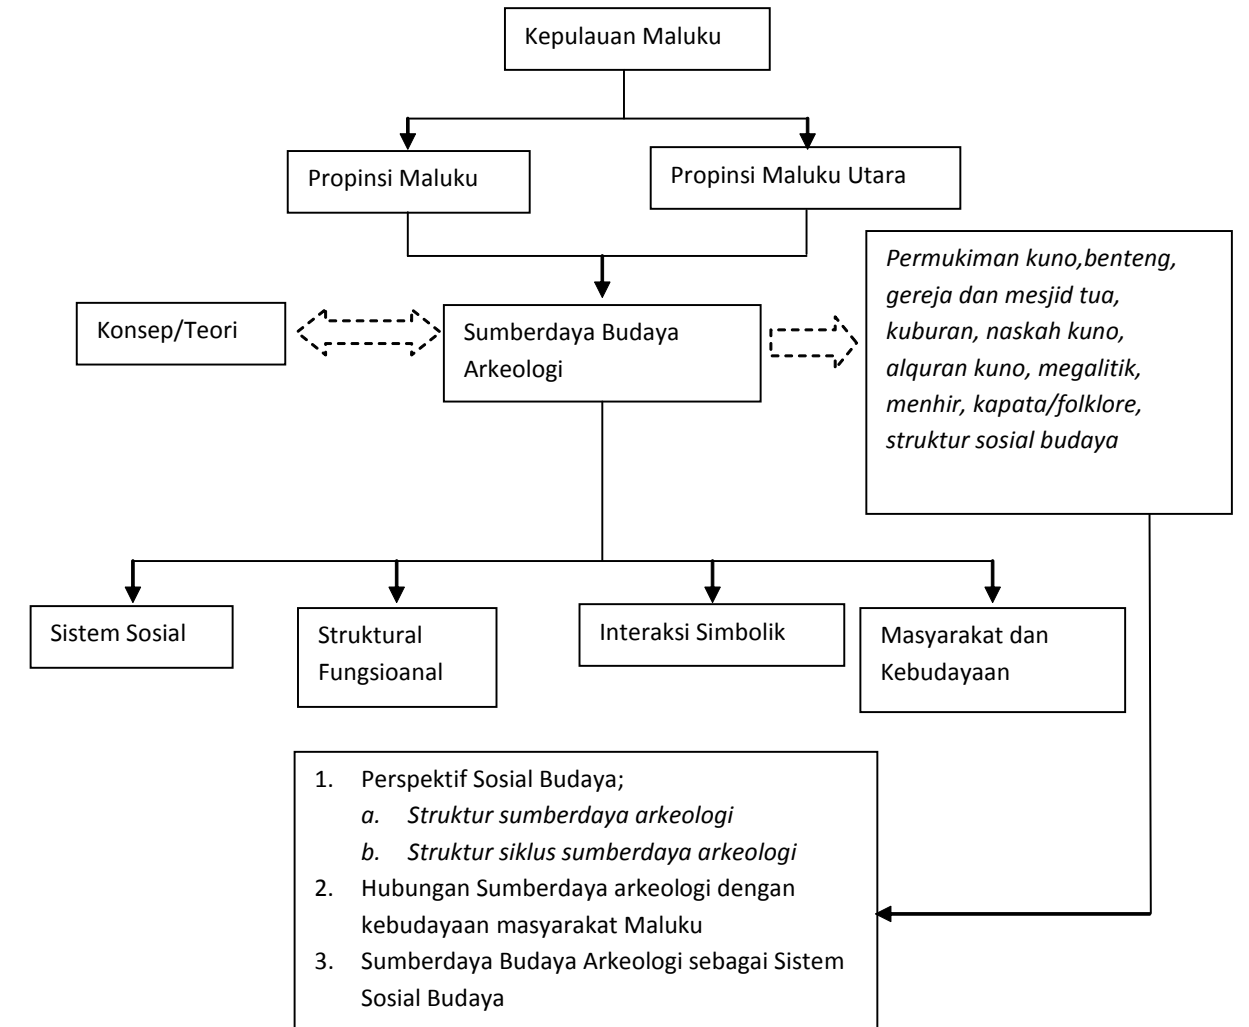 Kepulauan Maluku
Propinsi Maluku
Propinsi Maluku Utara
Permukiman kuno,benteng,
gereja dan mesjid tua,
kuburan, naskah kuno,
alquran kuno, megalitik,
menhir, kapata/folklore,
struktur sosial budaya
Konsep/Teori
Sumberdaya Budaya
Arkeologi
Sistem Sosial
Struktural
Fungsioanal
Interaksi Simbolik
Masyarakat dan
Kebudayaan
1. Perspektif Sosial Budaya;
a. Struktur sumberdaya arkeologi
b. Struktur siklus sumberdaya arkeologi
2. Hubungan Sumberdaya arkeologi dengan
kebudayaan masyarakat Maluku
3. Sumberdaya Budaya Arkeologi sebagai Sistem
Sosial Budaya